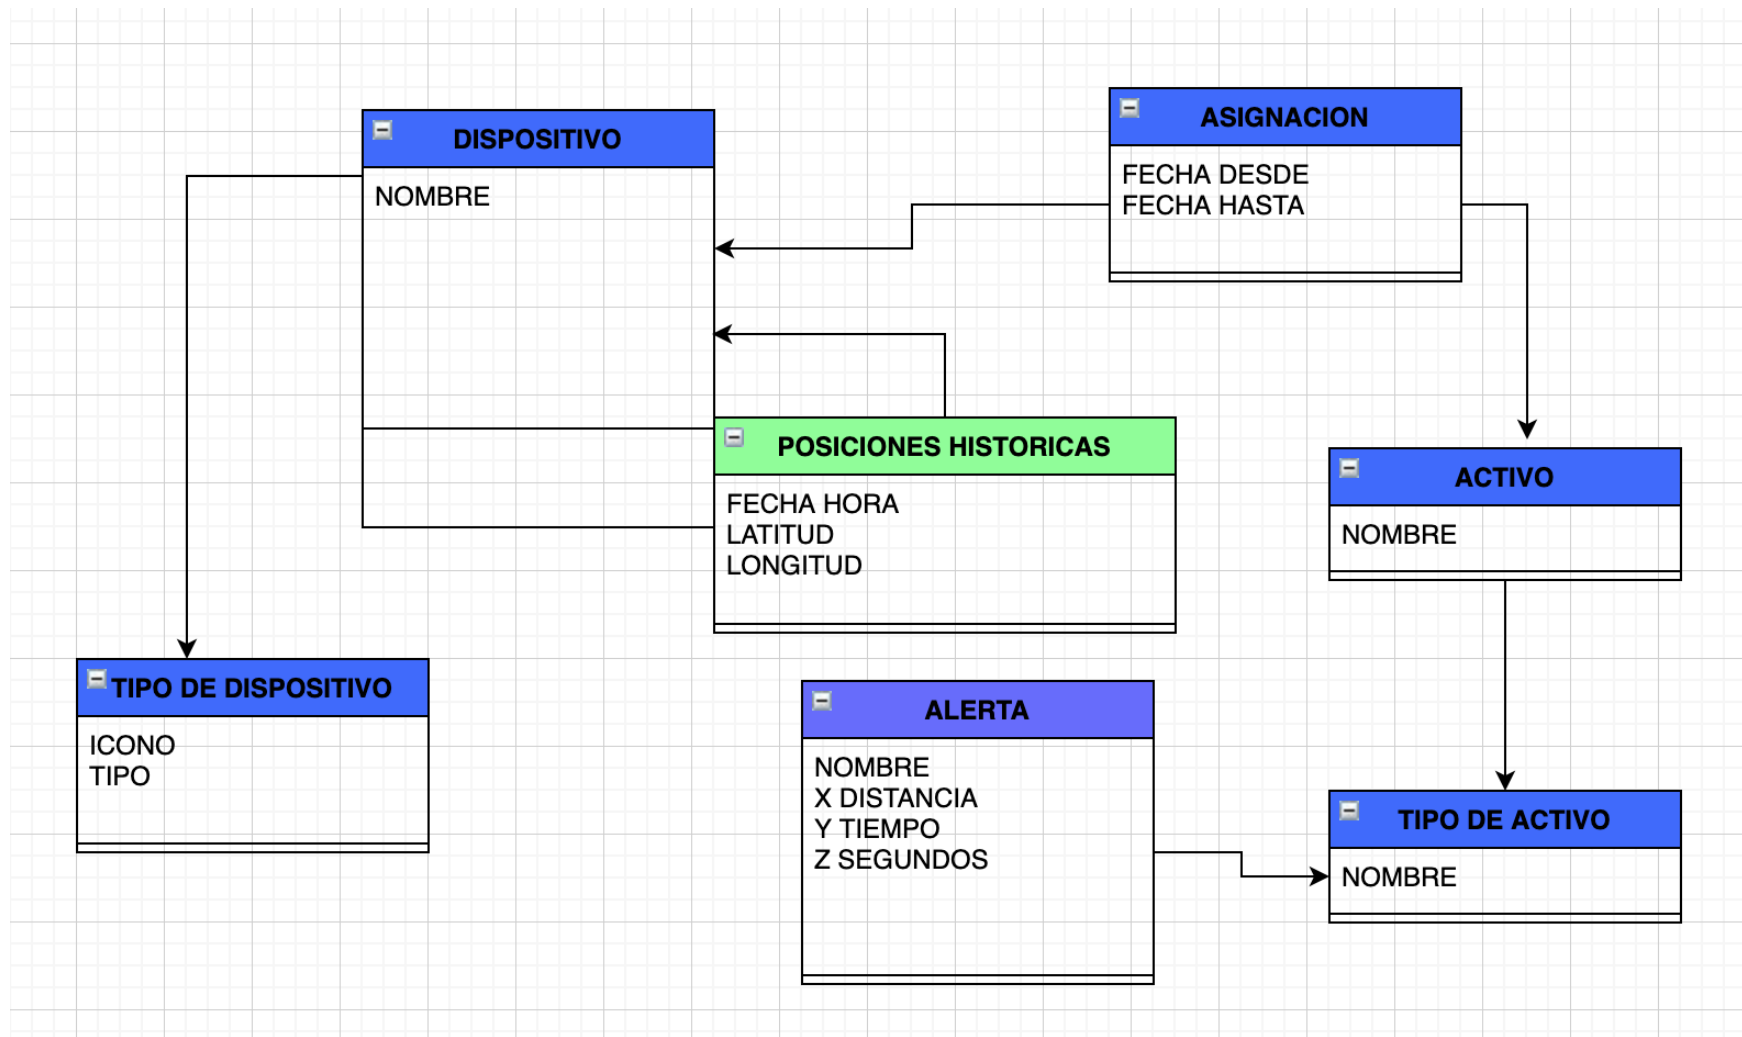 DISPOSITIVO
NOMBRE
ASIGNACION
FECHA DESDE
FECHA HASTA
POSICIONES HISTORICAS
FECHA HORA
LATITUD
LONGITUD
ACTIVO
NOMBRE
TIPO DE DISPOSITIVO
ICONO
TIPO
ALERTA
NOMBRE
X DISTANCIA
Y TIEMPO
Z SEGUNDOS
TIPO DE ACTIVO
NOMBRE